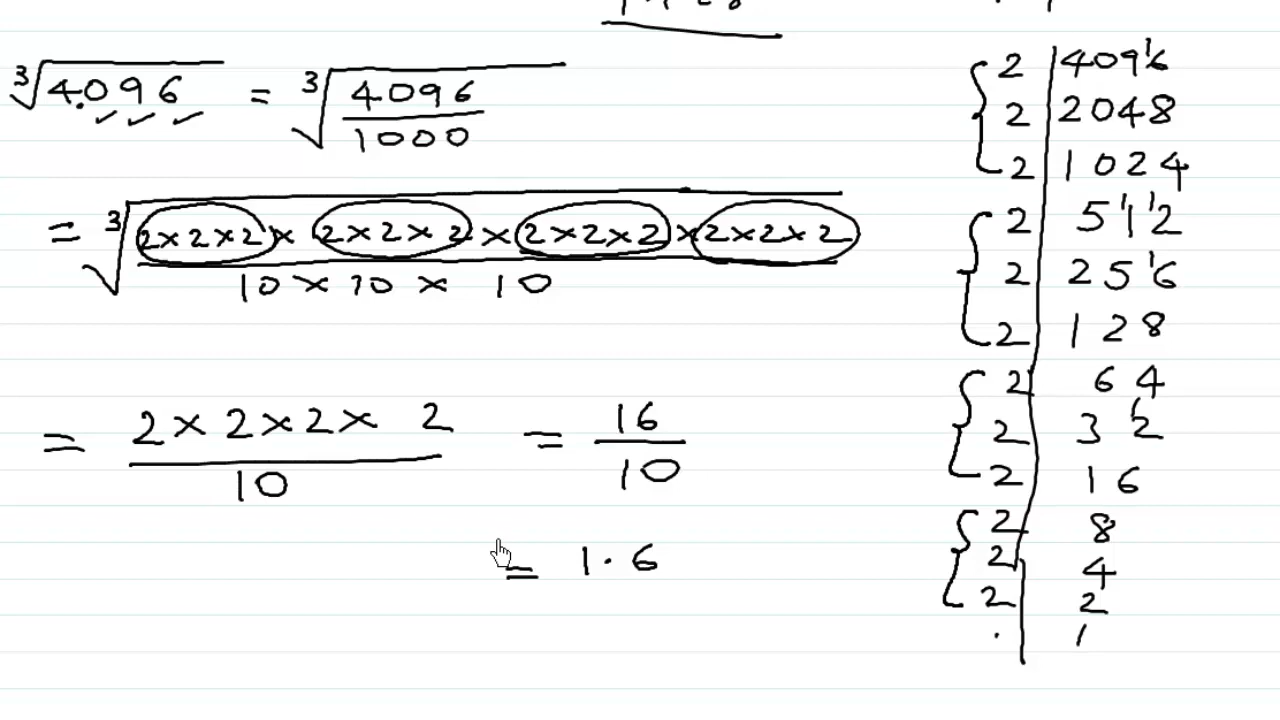 ∛4.096 = ∛(4096/1000)
= ∛(2×2×2 × 2×2×2 × 2×2×2 × 2×2×2 / 10×10×10)
= 2×2×2×2/10 = 16/10
= 1.6
2 | 4096
2 | 2048
2 | 1024
2 | 512
2 | 256
2 | 128
2 | 64
2 | 32
2 | 16
2 | 8
2 | 4
2 | 2
. | 1